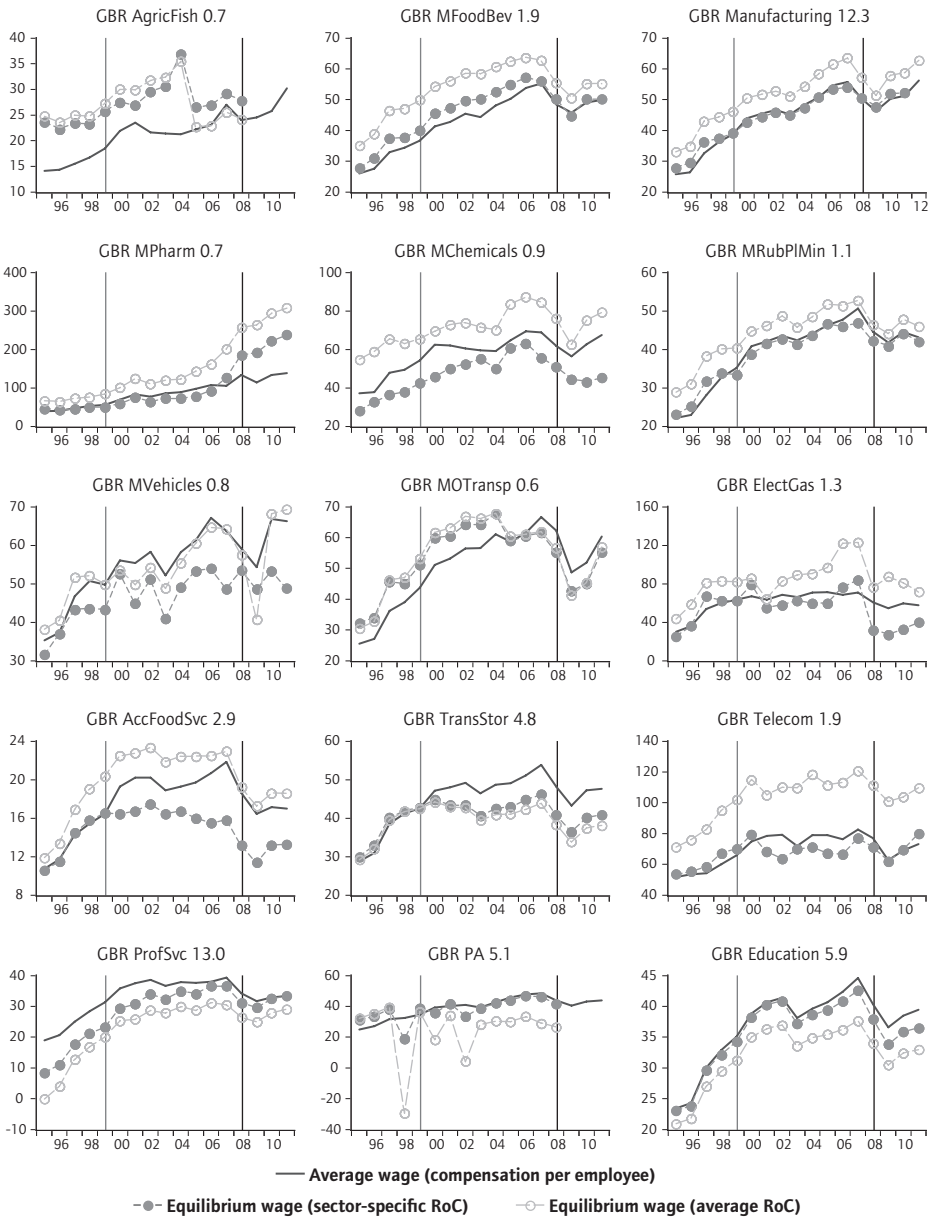 GBR AgricFish 0.7
40
35
30
25
20
15
10
96 98 00 02 04 06 08 10
GBR MFoodBev 1.9
70
60
50
40
30
20
96 98 00 02 04 06 08 10
GBR Manufacturing 12.3
70
60
50
40
30
20
96 98 00 02 04 06 08 10 12
GBR MPharm 0.7
400
300
200
100
0
96 98 00 02 04 06 08 10
GBR MChemicals 0.9
100
80
60
40
20
96 98 00 02 04 06 08 10
GBR MRubPlMin 1.1
60
50
40
30
20
96 98 00 02 04 06 08 10
GBR MVehicles 0.8
70
60
50
40
30
96 98 00 02 04 06 08 10
GBR MOTransp 0.6
70
60
50
40
30
20
96 98 00 02 04 06 08 10
GBR ElectGas 1.3
160
120
80
40
0
96 98 00 02 04 06 08 10
GBR AccFoodSvc 2.9
24
20
16
12
8
96 98 00 02 04 06 08 10
GBR TransStor 4.8
60
50
40
30
20
96 98 00 02 04 06 08 10
GBR Telecom 1.9
140
120
100
80
60
40
96 98 00 02 04 06 08 10
GBR ProfSvc 13.0
40
30
20
10
0
-10
96 98 00 02 04 06 08 10
GBR PA 5.1
60
40
20
0
-20
-40
96 98 00 02 04 06 08 10
GBR Education 5.9
45
40
35
30
25
20
96 98 00 02 04 06 08 10
Average wage (compensation per employee)
Equilibrium wage (sector-specific RoC) Equilibrium wage (average RoC)